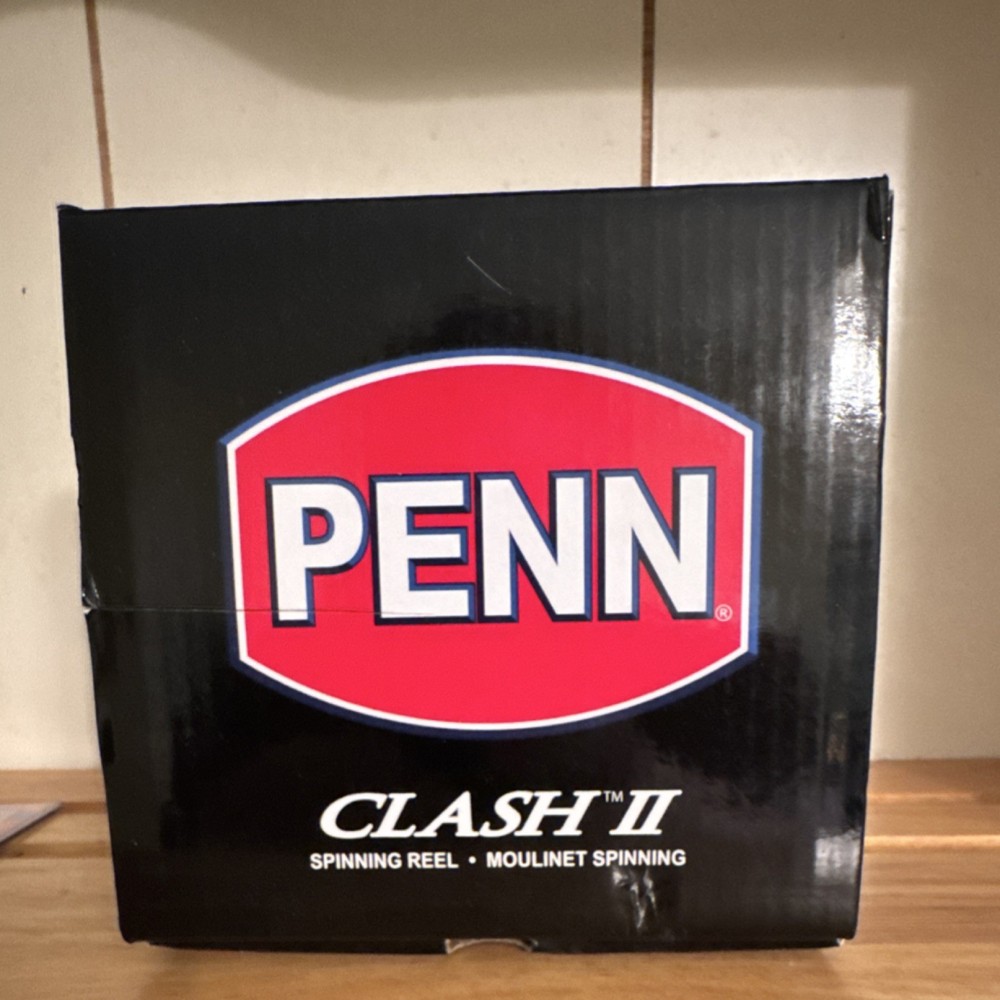 PENN®
CLASH™ II
SPINNING REEL • MOULINET SPINNING